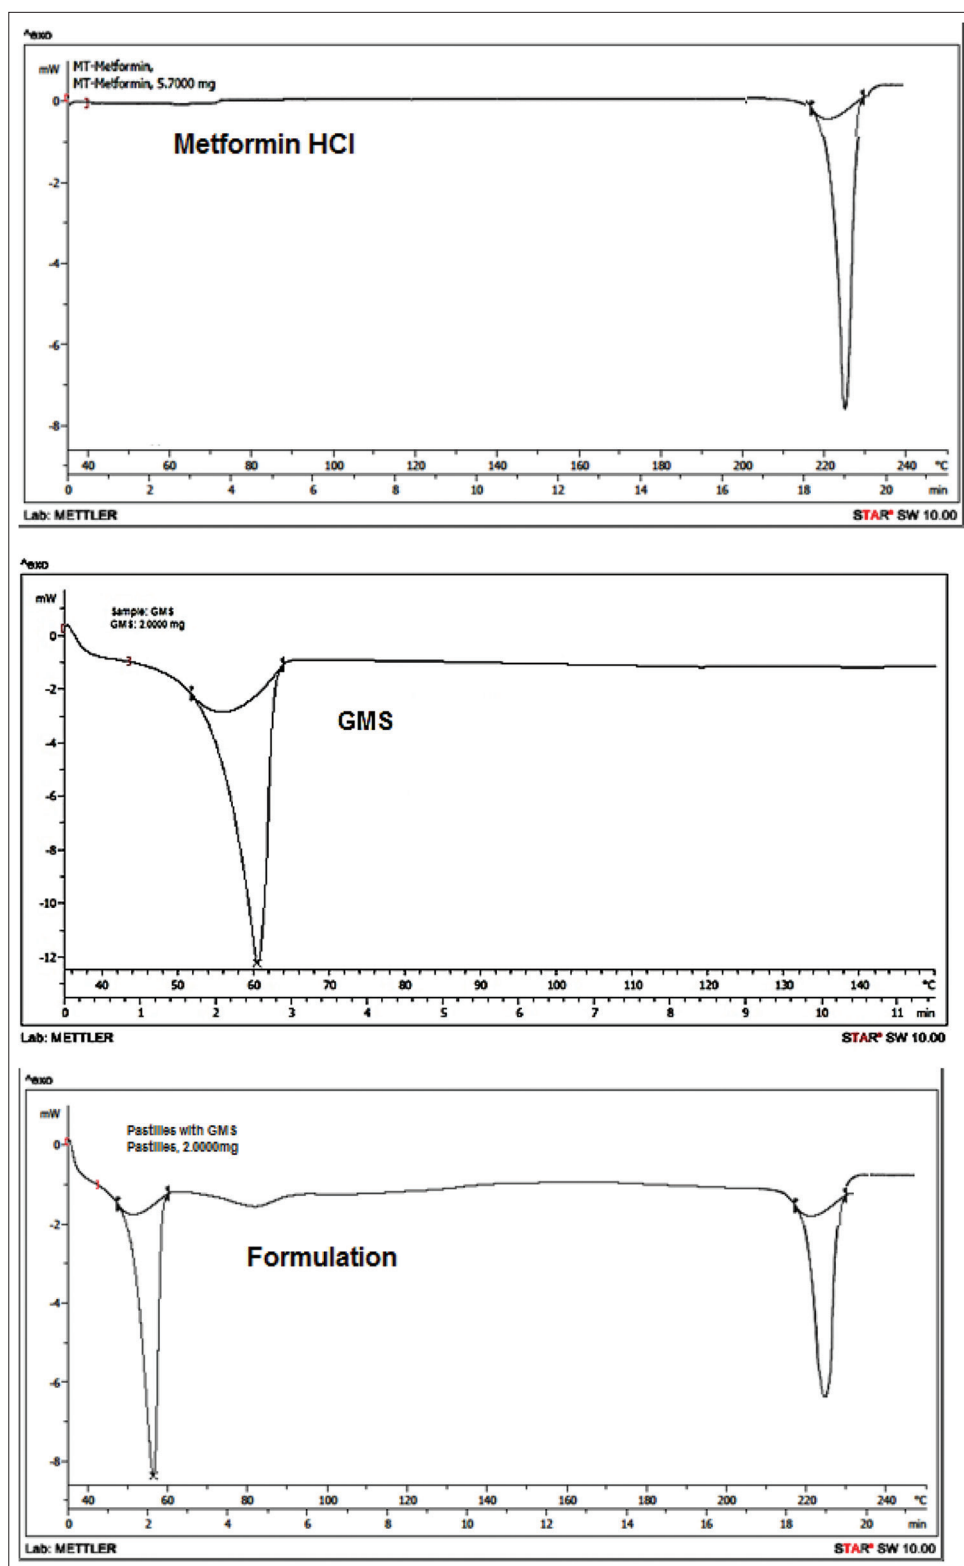 ^exo
mW
MT-Metformin,
MT-Metformin, 5.7000 mg
Metformin HCl
0
-2
-4
-6
-8
40 60 80 100 120 140 160 180 200 220 240 °C
0 2 4 6 8 10 12 14 16 18 20 min
Lab: METTLER STARe SW 10.00
^exo
mW
Sample: GMS
GMS: 2.0000 mg
GMS
0
-2
-4
-6
-8
-10
-12
40 50 60 70 80 90 100 110 120 130 140 °C
0 1 2 3 4 5 6 7 8 9 10 11 min
Lab: METTLER STARe SW 10.00
^exo
mW
Pastilles with GMS
Pastilles, 2.0000mg
Formulation
0
-2
-4
-6
-8
40 60 80 100 120 140 160 180 200 220 240 °C
0 2 4 6 8 10 12 14 16 18 20 min
Lab: METTLER STARe SW 10.00